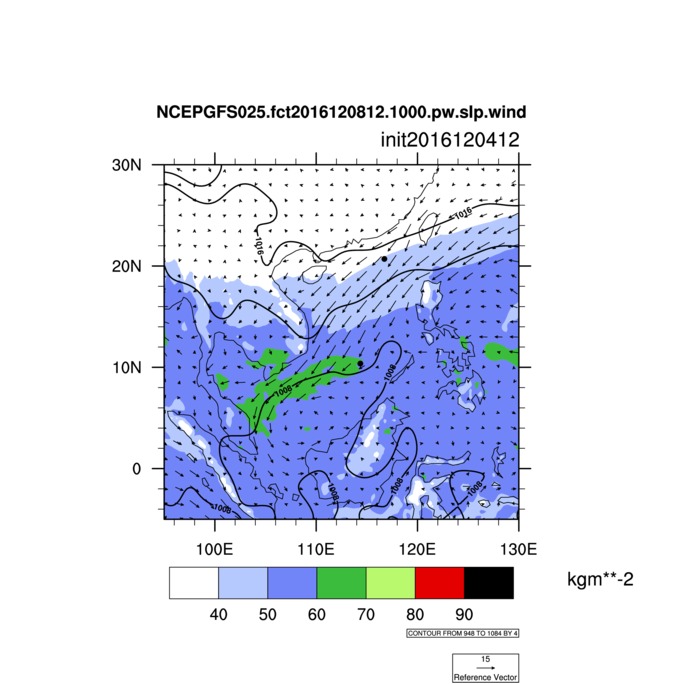 NCEPGFS025.fct2016120812.1000.pw.slp.wind
init2016120412
30N
20N
10N
0
1016
1016
1008
1008
1008
1008
1008
1008
100E 110E 120E 130E
kgm**-2
40 50 60 70 80 90
CONTOUR FROM 948 TO 1084 BY 4
15
Reference Vector